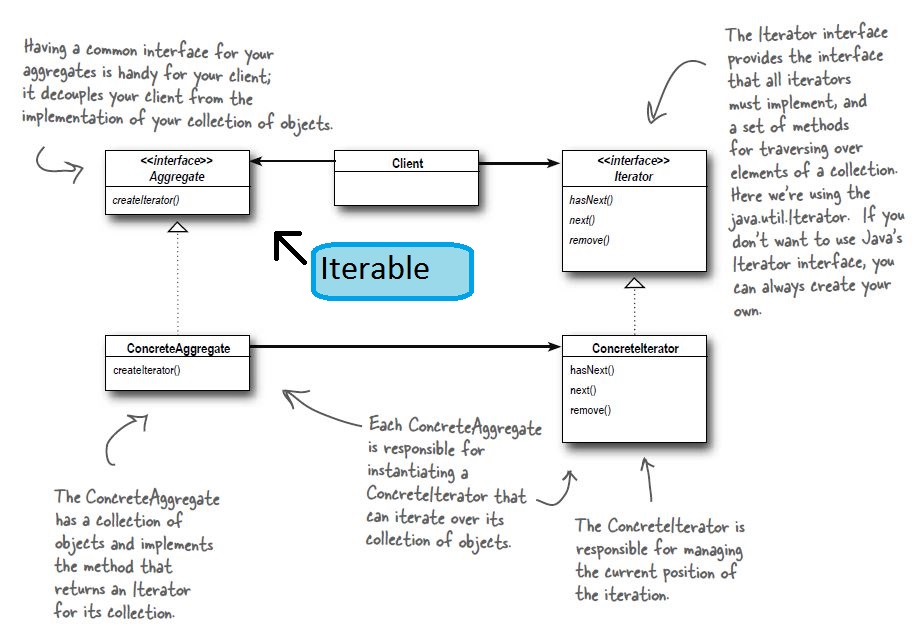 Having a common interface for your
aggregates is handy for your client;
it decouples your client from the
implementation of your collection of objects.
The Iterator interface
provides the interface
that all iterators
must implement, and
a set of methods
for traversing over
elements of a collection.
Here we're using the
java.util.Iterator. If you
don't want to use Java's
Iterator interface, you
can always create your
own.
<<interface>>
Aggregate
createIterator()
Client
<<interface>>
Iterator
hasNext()
next()
remove()
Iterable
ConcreteAggregate
createIterator()
ConcreteIterator
hasNext()
next()
remove()
The ConcreteAggregate
has a collection of
objects and implements
the method that
returns an Iterator
for its collection.
Each ConcreteAggregate
is responsible for
instantiating a
ConcreteIterator that
can iterate over its
collection of objects.
The ConcreteIterator is
responsible for managing
the current position of
the iteration.